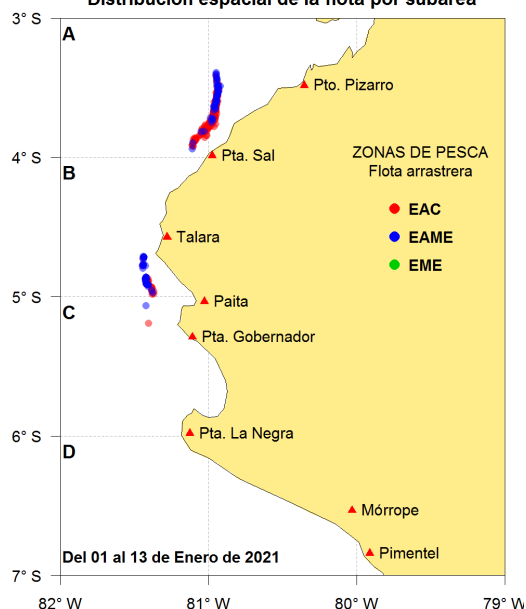 Distribución espacial de la flota por subárea
3° S
A
Pto. Pizarro
ZONAS DE PESCA
Flota arrastrera
4° S
Pta. Sal
B
EAC
Talara
EAME
EME
5° S
Paita
C
Pta. Gobernador
6° S
Pta. La Negra
D
Mórrope
Del 01 al 13 de Enero de 2021
Pimentel
7° S
82° W
81° W
80° W
79° W